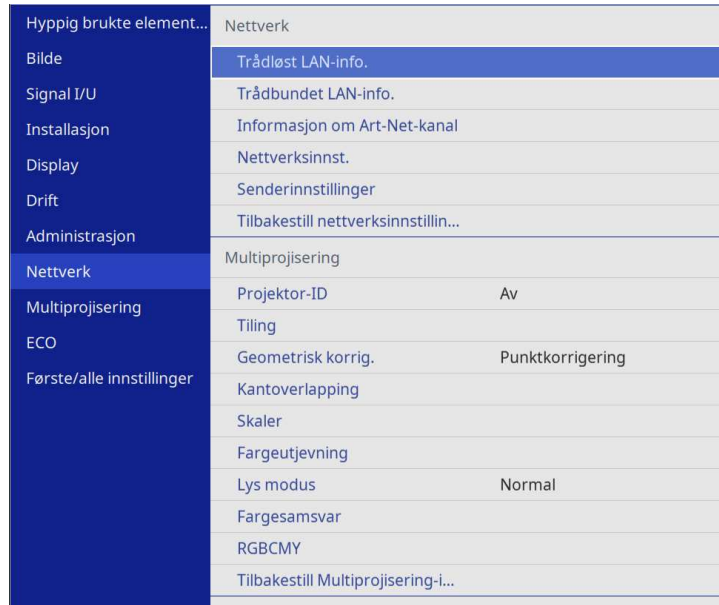 Hyppig brukte element...
Bilde
Signal I/U
Installasjon
Display
Drift
Administrasjon
Nettverk
Multiprojisering
ECO
Første/alle innstillinger
Nettverk
Trådløst LAN-info.
Trådbundet LAN-info.
Informasjon om Art-Net-kanal
Nettverksinnst.
Senderinnstillinger
Tilbakestill nettverksinnstillin...
Multiprojisering
Projektor-ID Av
Tiling
Geometrisk korrig. Punktkorrigering
Kantoverlapping
Skaler
Fargeutjevning
Lys modus Normal
Fargesamsvar
RGBCMY
Tilbakestill Multiprojisering-i...